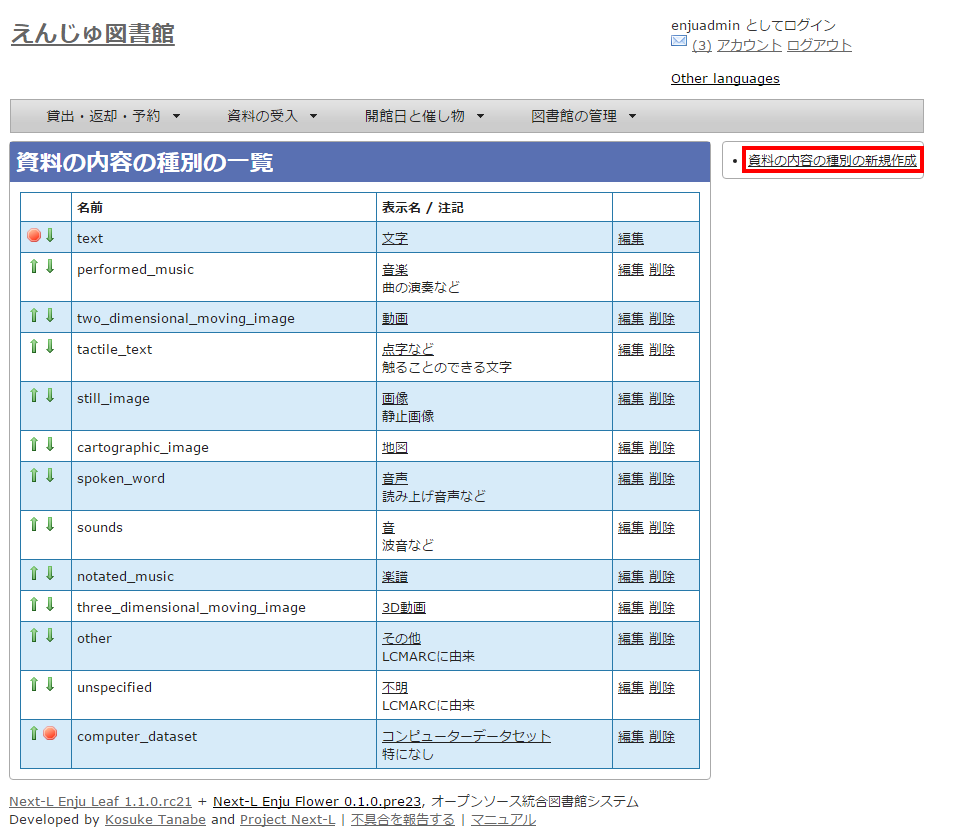 えんじゅ図書館
enjuadmin としてログイン
(3) アカウント ログアウト
Other languages
貸出・返却・予約 資料の受入 開館日と催し物 図書館の管理
資料の内容の種別の一覧
資料の内容の種別の新規作成
名前 表示名 / 注記
text 文字 編集
performed_music 音楽 編集 削除
曲の演奏など
two_dimensional_moving_image 動画 編集 削除
tactile_text 点字など 編集 削除
触ることのできる文字
still_image 画像 編集 削除
静止画像
cartographic_image 地図 編集 削除
spoken_word 音声 編集 削除
読み上げ音声など
sounds 音 編集 削除
波音など
notated_music 楽譜 編集 削除
three_dimensional_moving_image 3D動画 編集 削除
other その他 編集 削除
LCMARCに由来
unspecified 不明 編集 削除
LCMARCに由来
computer_dataset コンピューターデータセット 編集 削除
特になし
Next-L Enju Leaf 1.1.0.rc21 + Next-L Enju Flower 0.1.0.pre23, オープンソース統合図書館システム
Developed by Kosuke Tanabe and Project Next-L | 不具合を報告する | マニュアル